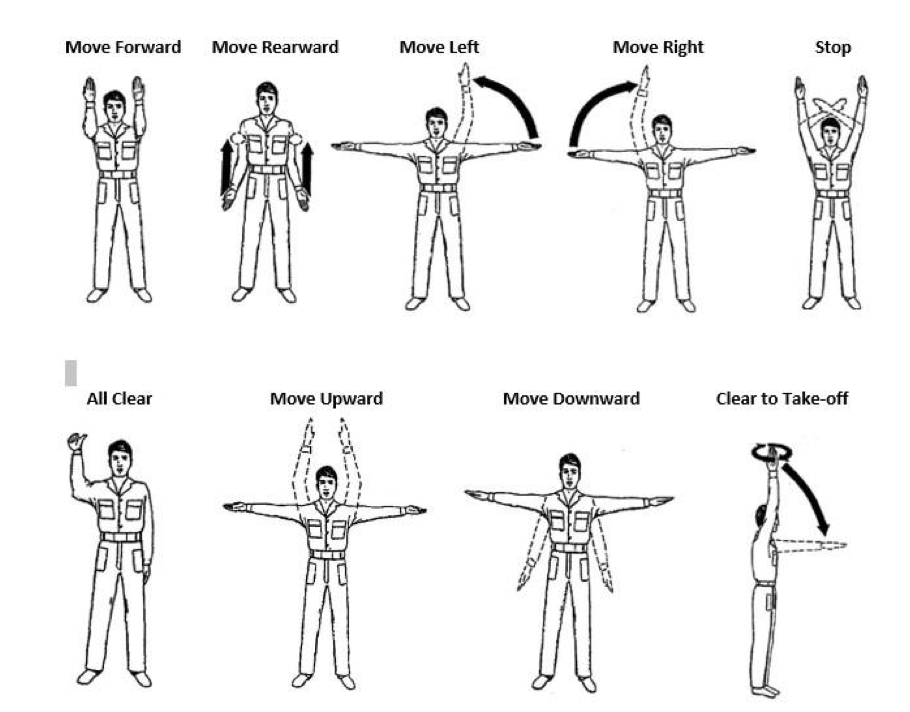 Move Forward
Move Rearward
Move Left
Move Right
Stop
All Clear
Move Upward
Move Downward
Clear to Take-off